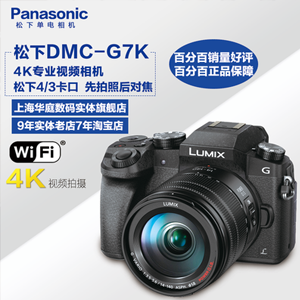 Panasonic
松下单电相机
松下DMC-G7K
4K专业视频相机
松下4/3卡口 先拍照后对焦
百分百销量好评
百分百正品保障
上海华庭数码实体旗舰店
9年实体老店7年淘宝店
WiFi
4K视频拍摄
LUMIX
G
LUMIX